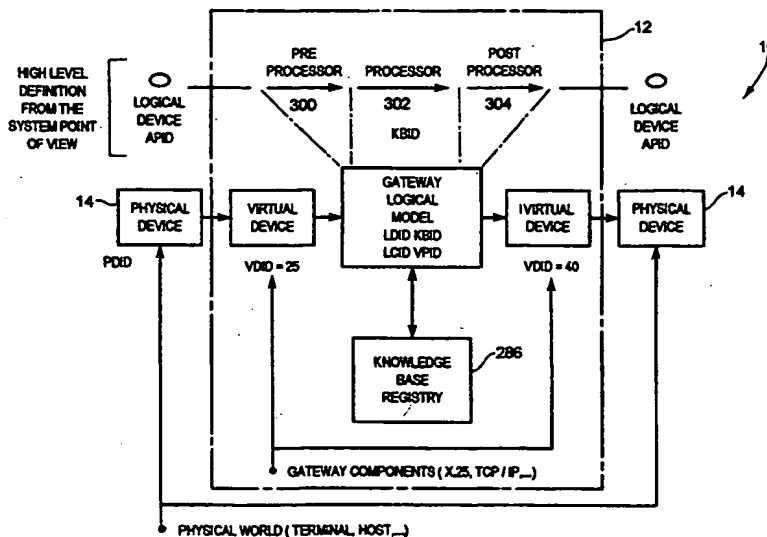 12
HIGH LEVEL
DEFINITION
FROM THE
SYSTEM POINT
OF VIEW
LOGICAL
DEVICE
APID
PRE
PROCESSOR
300
PROCESSOR
302
KBID
POST
PROCESSOR
304
LOGICAL
DEVICE
APID
14
PHYSICAL
DEVICE
PDID
VIRTUAL
DEVICE
VDID = 25
GATEWAY
LOGICAL
MODEL
LDID KBID
LCID VPID
IVIRTUAL
DEVICE
VDID = 40
PHYSICAL
DEVICE
14
KNOWLEDGE
BASE
REGISTRY
286
GATEWAY COMPONENTS ( X.25, TCP / IP,...)
PHYSICAL WORLD ( TERMINAL, HOST,...)